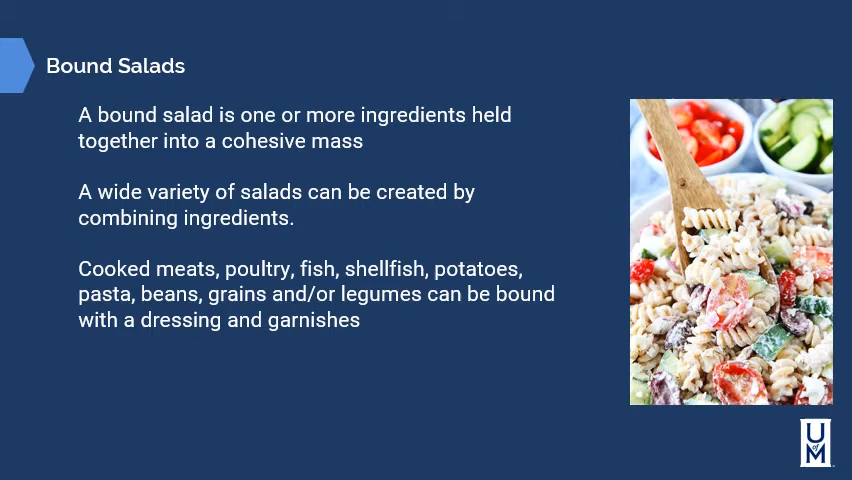 Bound Salads
A bound salad is one or more ingredients held
together into a cohesive mass
A wide variety of salads can be created by
combining ingredients.
Cooked meats, poultry, fish, shellfish, potatoes,
pasta, beans, grains and/or legumes can be bound
with a dressing and garnishes
U
of
M